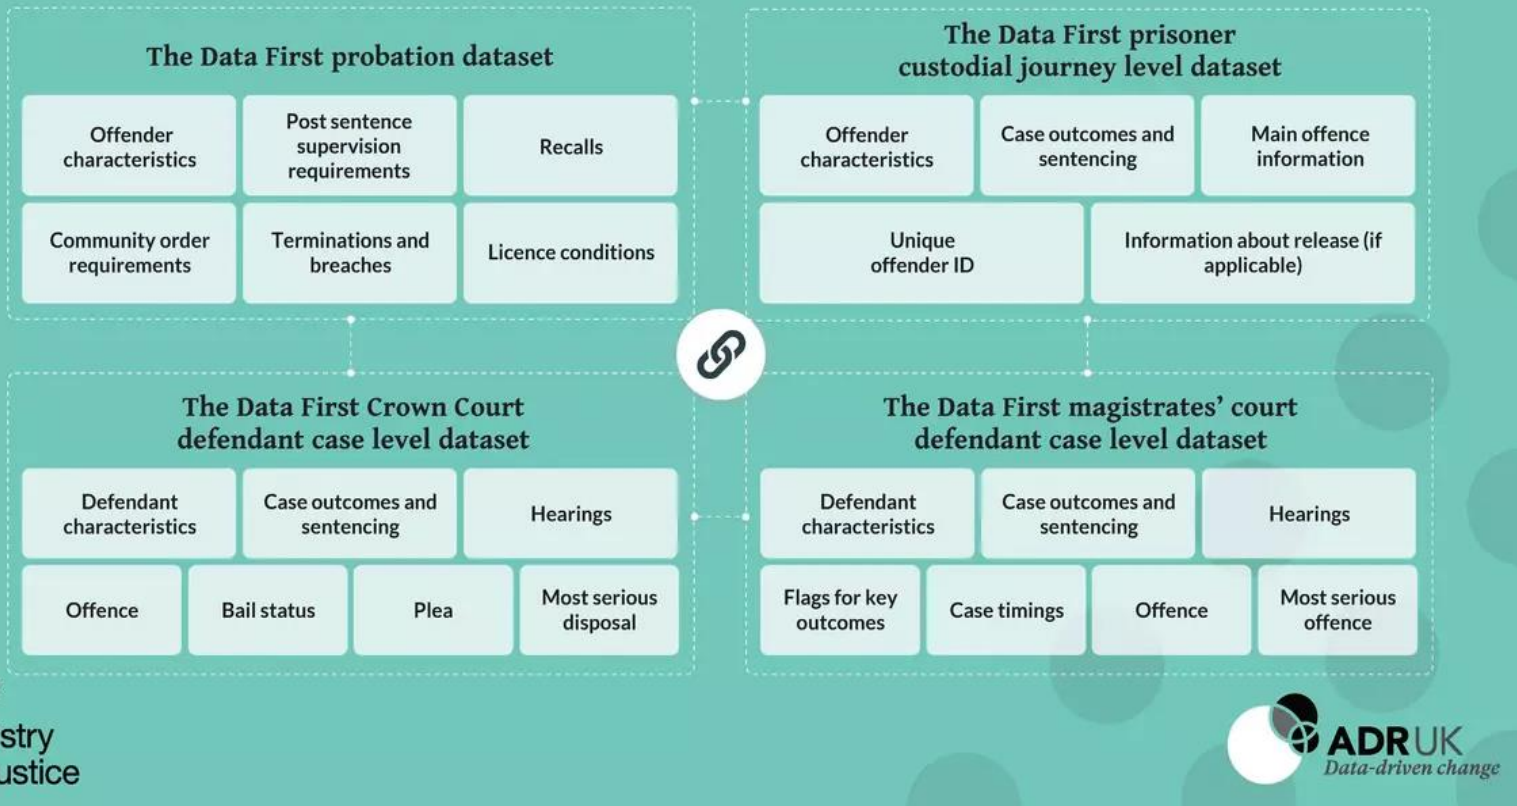 The Data First probation dataset
Offender
characteristics
Post sentence
supervision
requirements
Recalls
Community order
requirements
Terminations and
breaches
Licence conditions
The Data First prisoner
custodial journey level dataset
Offender
characteristics
Case outcomes and
sentencing
Main offence
information
Unique
offender ID
Information about release (if
applicable)
The Data First Crown Court
defendant case level dataset
Defendant
characteristics
Case outcomes and
sentencing
Hearings
Offence
Bail status
Plea
Most serious
disposal
The Data First magistrates’ court
defendant case level dataset
Defendant
characteristics
Case outcomes and
sentencing
Hearings
Flags for key
outcomes
Case timings
Offence
Most serious
offence
stry
ustice
ADR UK
Data-driven change